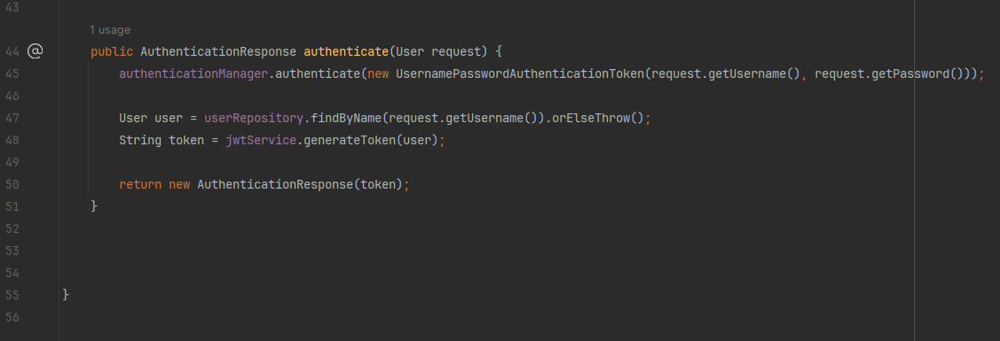 43
1 usage
44 @ public AuthenticationResponse authenticate(User request) {
45 authenticationManager.authenticate(new UsernamePasswordAuthenticationToken(request.getUsername(), request.getPassword()));
46
47 User user = userRepository.findByName(request.getUsername()).orElseThrow();
48 String token = jwtService.generateToken(user);
49
50 return new AuthenticationResponse(token);
51 }
52
53
54
55 }
56